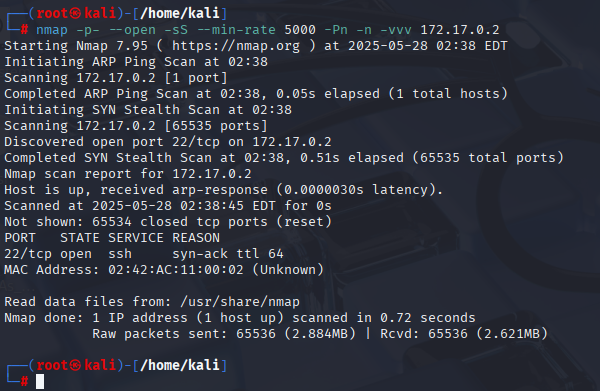 ┌──(root㉿kali)-[/home/kali]
└─# nmap -p- --open -sS --min-rate 5000 -Pn -n -vvv 172.17.0.2
Starting Nmap 7.95 ( https://nmap.org ) at 2025-05-28 02:38 EDT
Initiating ARP Ping Scan at 02:38
Scanning 172.17.0.2 [1 port]
Completed ARP Ping Scan at 02:38, 0.05s elapsed (1 total hosts)
Initiating SYN Stealth Scan at 02:38
Scanning 172.17.0.2 [65535 ports]
Discovered open port 22/tcp on 172.17.0.2
Completed SYN Stealth Scan at 02:38, 0.51s elapsed (65535 total ports)
Nmap scan report for 172.17.0.2
Host is up, received arp-response (0.0000030s latency).
Scanned at 2025-05-28 02:38:45 EDT for 0s
Not shown: 65534 closed tcp ports (reset)
PORT   STATE SERVICE REASON
22/tcp open  ssh     syn-ack ttl 64
MAC Address: 02:42:AC:11:00:02 (Unknown)
Read data files from: /usr/share/nmap
Nmap done: 1 IP address (1 host up) scanned in 0.72 seconds
           Raw packets sent: 65536 (2.884MB) | Rcvd: 65536 (2.621MB)
┌──(root㉿kali)-[/home/kali]
└─#